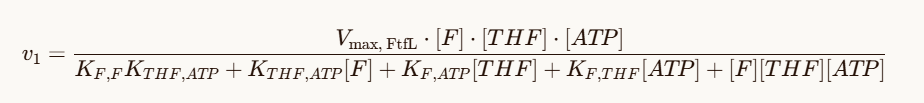 v₁ = \frac{V_{\text{max, FtfL}} \cdot [F] \cdot [THF] \cdot [ATP]}{K_{F,F} K_{THF,ATP} + K_{THF,ATP}[F] + K_{F,ATP}[THF] + K_{F,THF}[ATP] + [F][THF][ATP]}